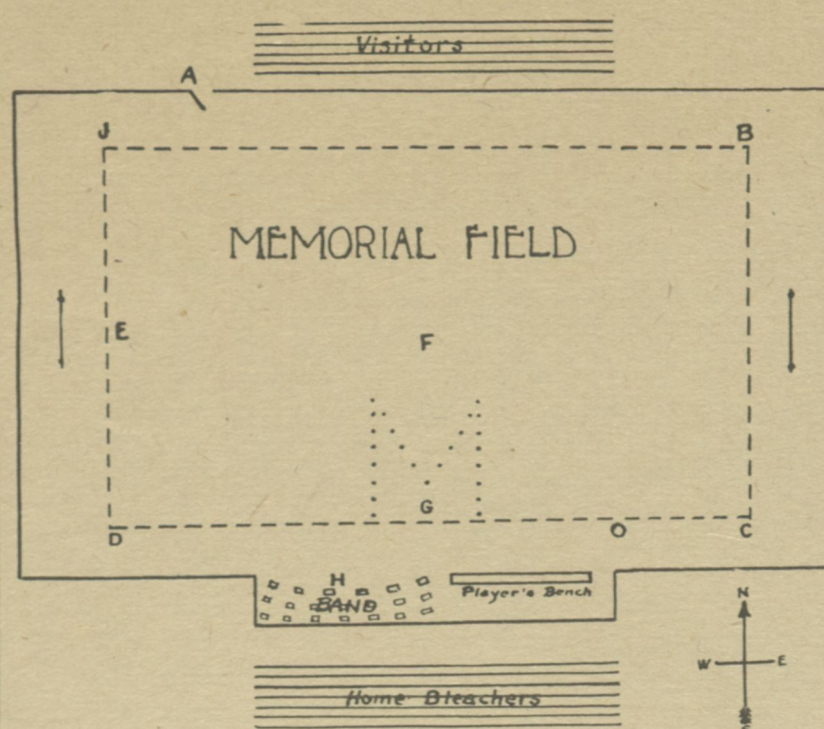 Visitors
A
J
B
MEMORIAL FIELD
E
F
G
D
O
C
H
BAND
Player's Bench
N
W
E
Home Bleachers